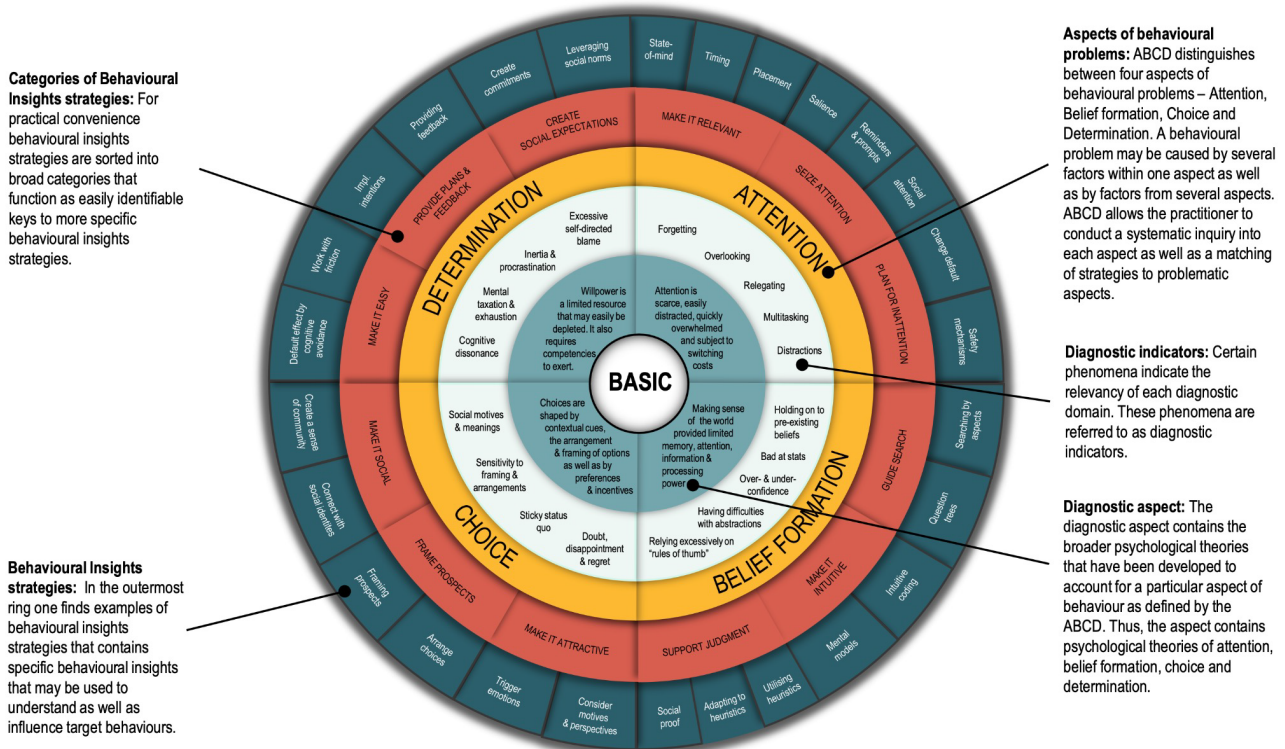 Categories of Behavioural
Insights strategies: For
practical convenience
behavioural insights
strategies are sorted into
broad categories that
function as easily identifiable
keys to more specific
behavioural insights
strategies.
Behavioural Insights
strategies: In the outermost
ring one finds examples of
behavioural insights
strategies that contains
specific behavioural insights
that may be used to
understand as well as
influence target behaviours.
State-
of-mind
Timing
Placement
Salience
Reminders
& prompts
Social
attention
Change default
Safety
mechanisms
Searching by
aspects
Question
trees
Intuitive
coding
Mental
models
Utilising
heuristics
Adapting to
heuristics
Social
proof
Consider
motives
& perspectives
Trigger
emotions
Arrange
choices
Framing
prospects
Connect with
social identites
Create a sense
of community
Default effect by
cognitive
avoidance
Work with
friction
Impl.
intentions
Providing
feedback
Create
commitments
Leveraging
social norms
MAKE IT RELEVANT
SEIZE ATTENTION
PLAN FOR INATTENTION
GUIDE SEARCH
MAKE IT
INTUITIVE
SUPPORT JUDGMENT
MAKE IT ATTRACTIVE
FRAME PROSPECTS
MAKE IT SOCIAL
MAKE IT EASY
PROVIDE PLANS &
FEEDBACK
CREATE
SOCIAL EXPECTATIONS
ATTENTION
BELIEF FORMATION
CHOICE
DETERMINATION
Forgetting
Overlooking
Relegating
Multitasking
Distractions
Holding on to
pre-existing
beliefs
Bad at stats
Over- & under-
confidence
Having difficulties
with abstractions
Relying excessively on
“rules of thumb”
Doubt,
disappointment
& regret
Sticky status
quo
Sensitivity to
framing &
arrangements
Social motives
& meanings
Cognitive
dissonance
Mental
taxation &
exhaustion
Inertia &
procrastination
Excessive
self-directed
blame
Willpower is
a limited resource
that may easily be
depleted. It also
requires
competencies
to exert.
Attention is
scarce, easily
distracted, quickly
overwhelmed
and subject to
switching
costs
Choices are
shaped by
contextual cues,
the arrangement
& framing of options
as well as by
preferences
& incentives
Making sense
of the world
provided limited
memory, attention,
information &
processing
power
BASIC
Aspects of behavioural
problems: ABCD distinguishes
between four aspects of
behavioural problems – Attention,
Belief formation, Choice and
Determination. A behavioural
problem may be caused by several
factors within one aspect as well
as by factors from several aspects.
ABCD allows the practitioner to
conduct a systematic inquiry into
each aspect as well as a matching
of strategies to problematic
aspects.
Diagnostic indicators: Certain
phenomena indicate the
relevancy of each diagnostic
domain. These phenomena are
referred to as diagnostic
indicators.
Diagnostic aspect: The
diagnostic aspect contains the
broader psychological theories
that have been developed to
account for a particular aspect of
behaviour as defined by the
ABCD. Thus, the aspect contains
psychological theories of attention,
belief formation, choice and
determination.